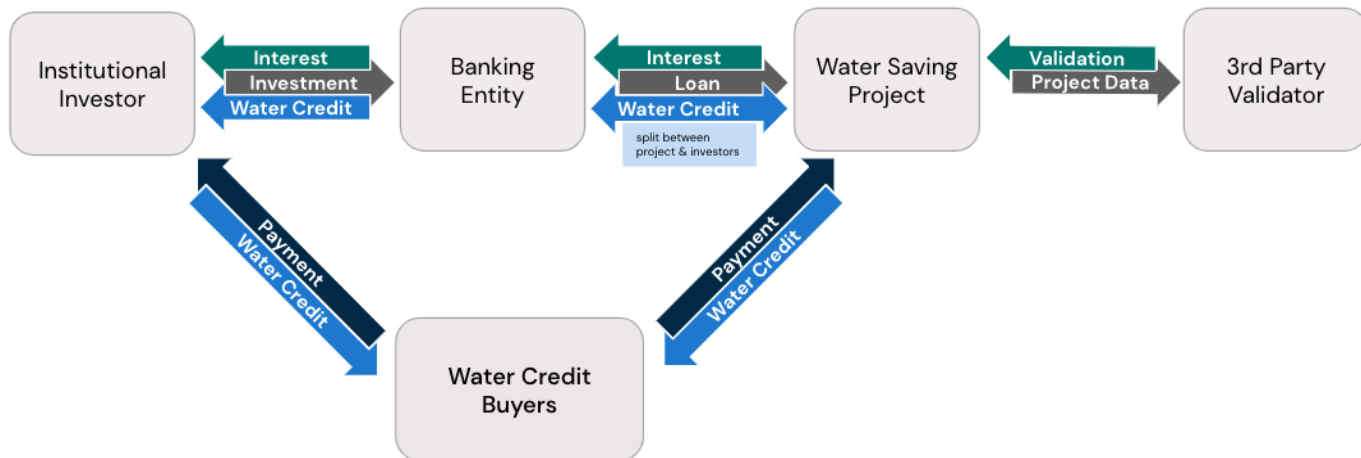 Institutional
Investor
Interest
Investment
Water Credit
Banking
Entity
Interest
Loan
Water Credit
split between
project & investors
Water Saving
Project
Validation
Project Data
3rd Party
Validator
Payment
Water Credit
Payment
Water Credit
Water Credit
Buyers